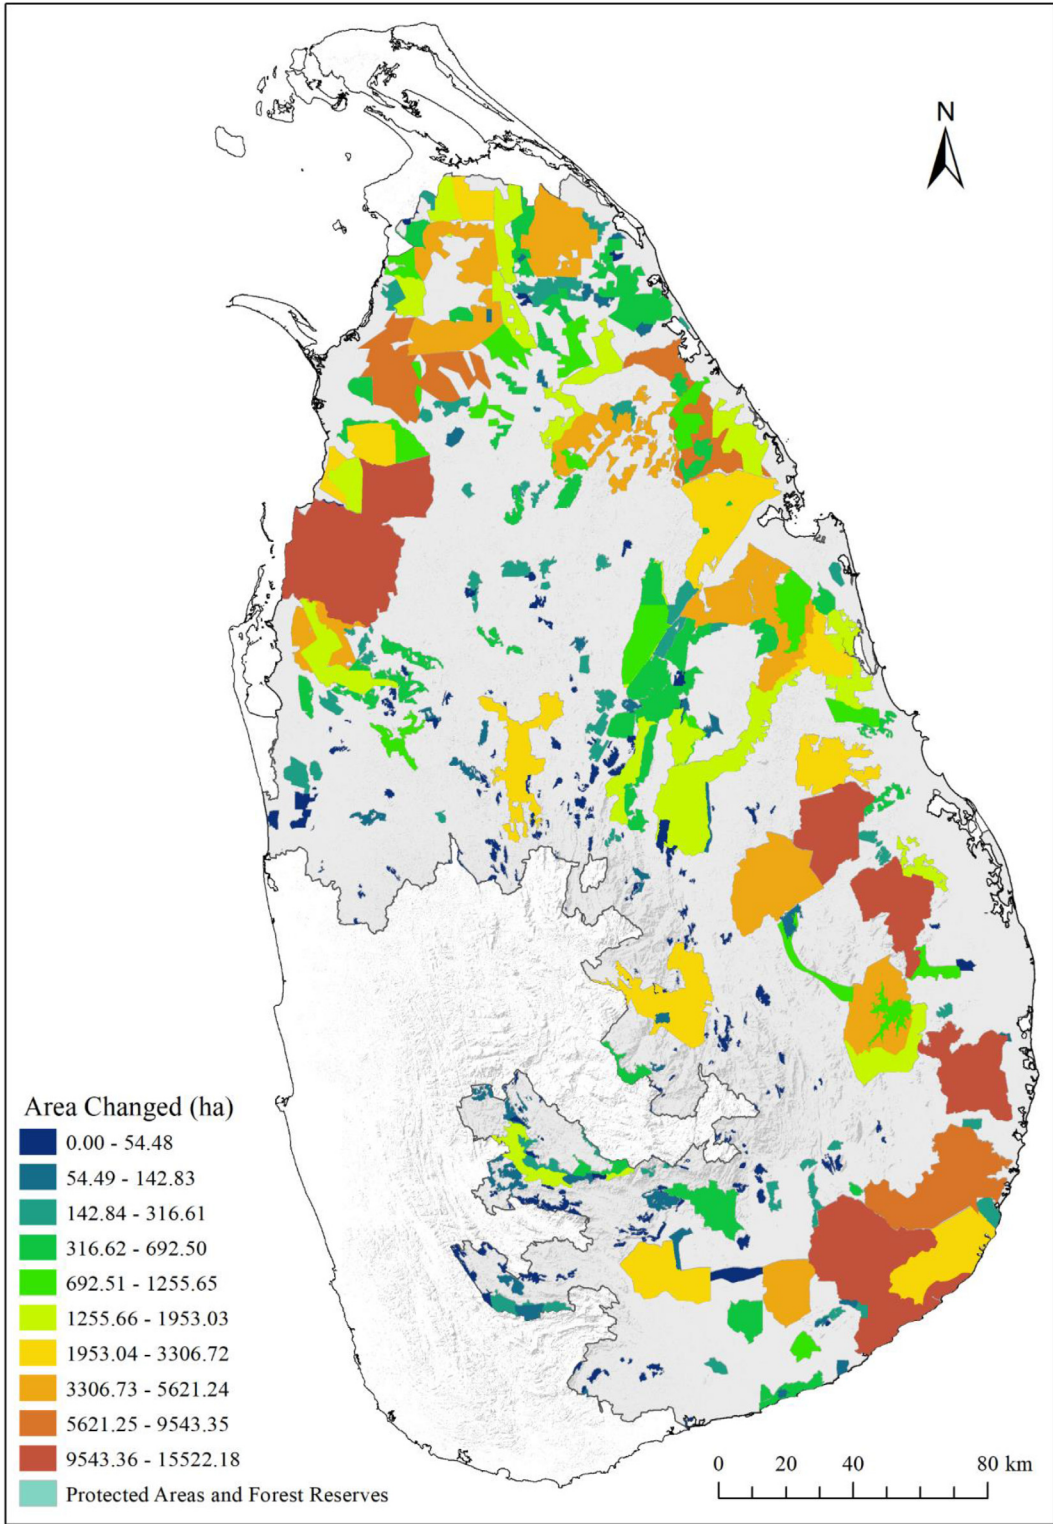 N
Area Changed (ha)
0.00 - 54.48
54.49 - 142.83
142.84 - 316.61
316.62 - 692.50
692.51 - 1255.65
1255.66 - 1953.03
1953.04 - 3306.72
3306.73 - 5621.24
5621.25 - 9543.35
9543.36 - 15522.18
Protected Areas and Forest Reserves
0 20 40 80 km